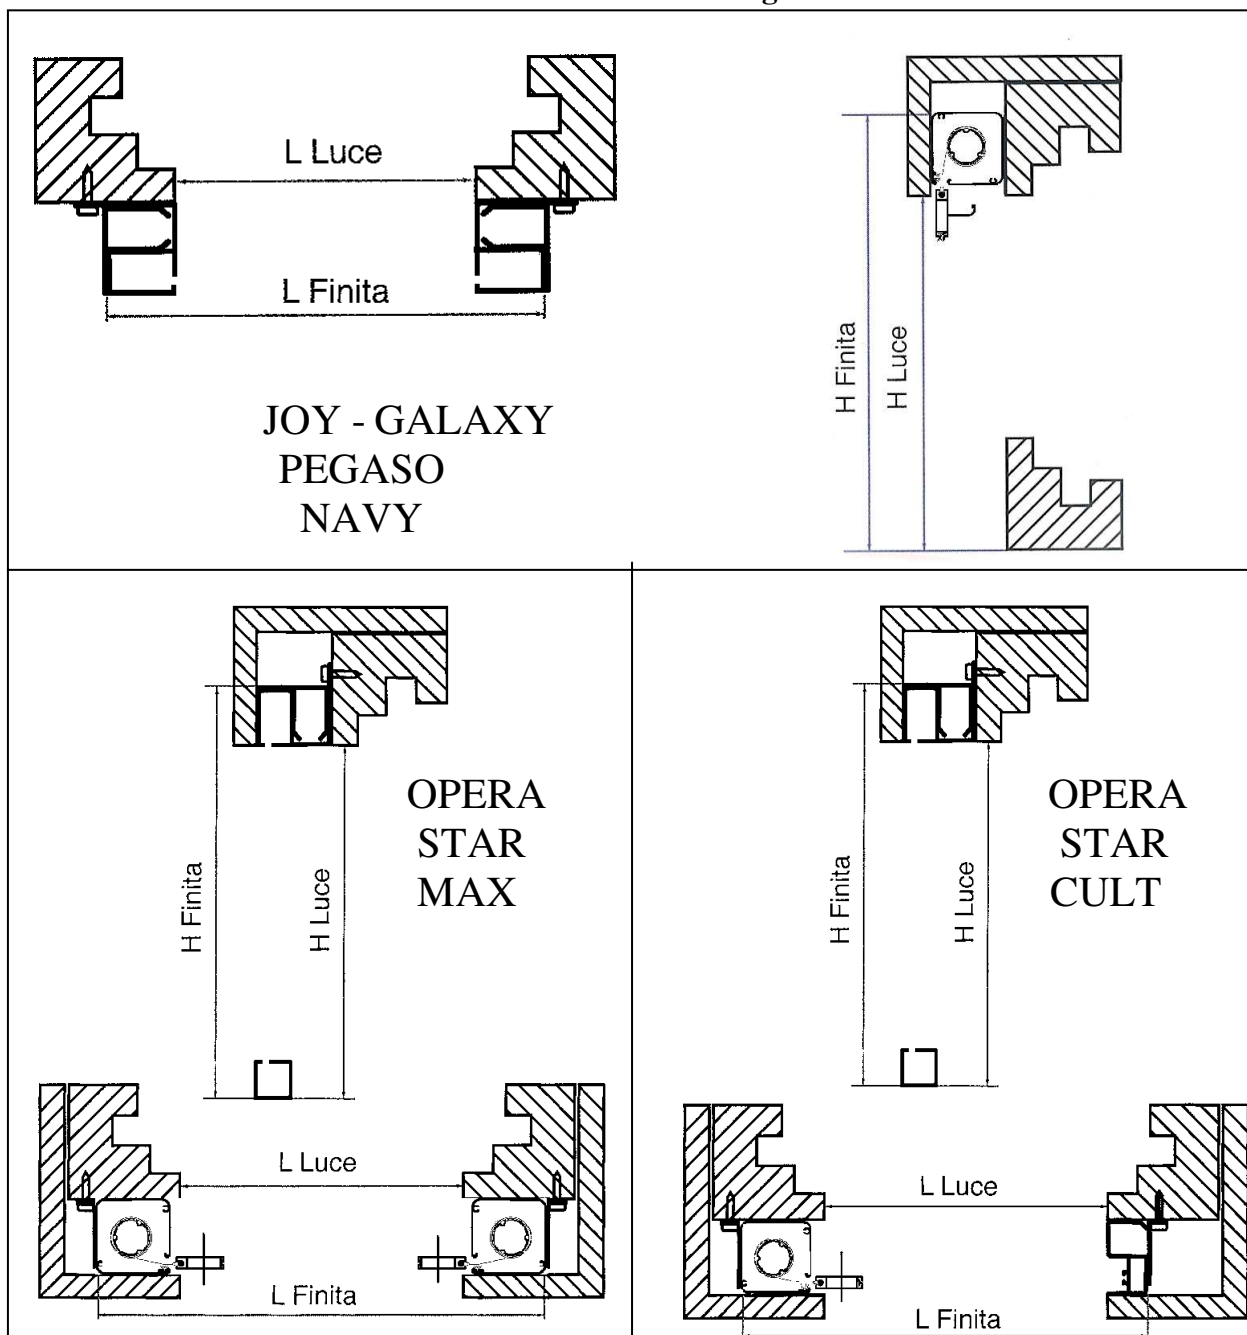 L Luce
L Finita
H Finita
H Luce
JOY - GALAXY
PEGASO
NAVY
H Finita
H Luce
OPERA
STAR
MAX
L Luce
L Finita
H Finita
H Luce
OPERA
STAR
CULT
L Luce
L Finita